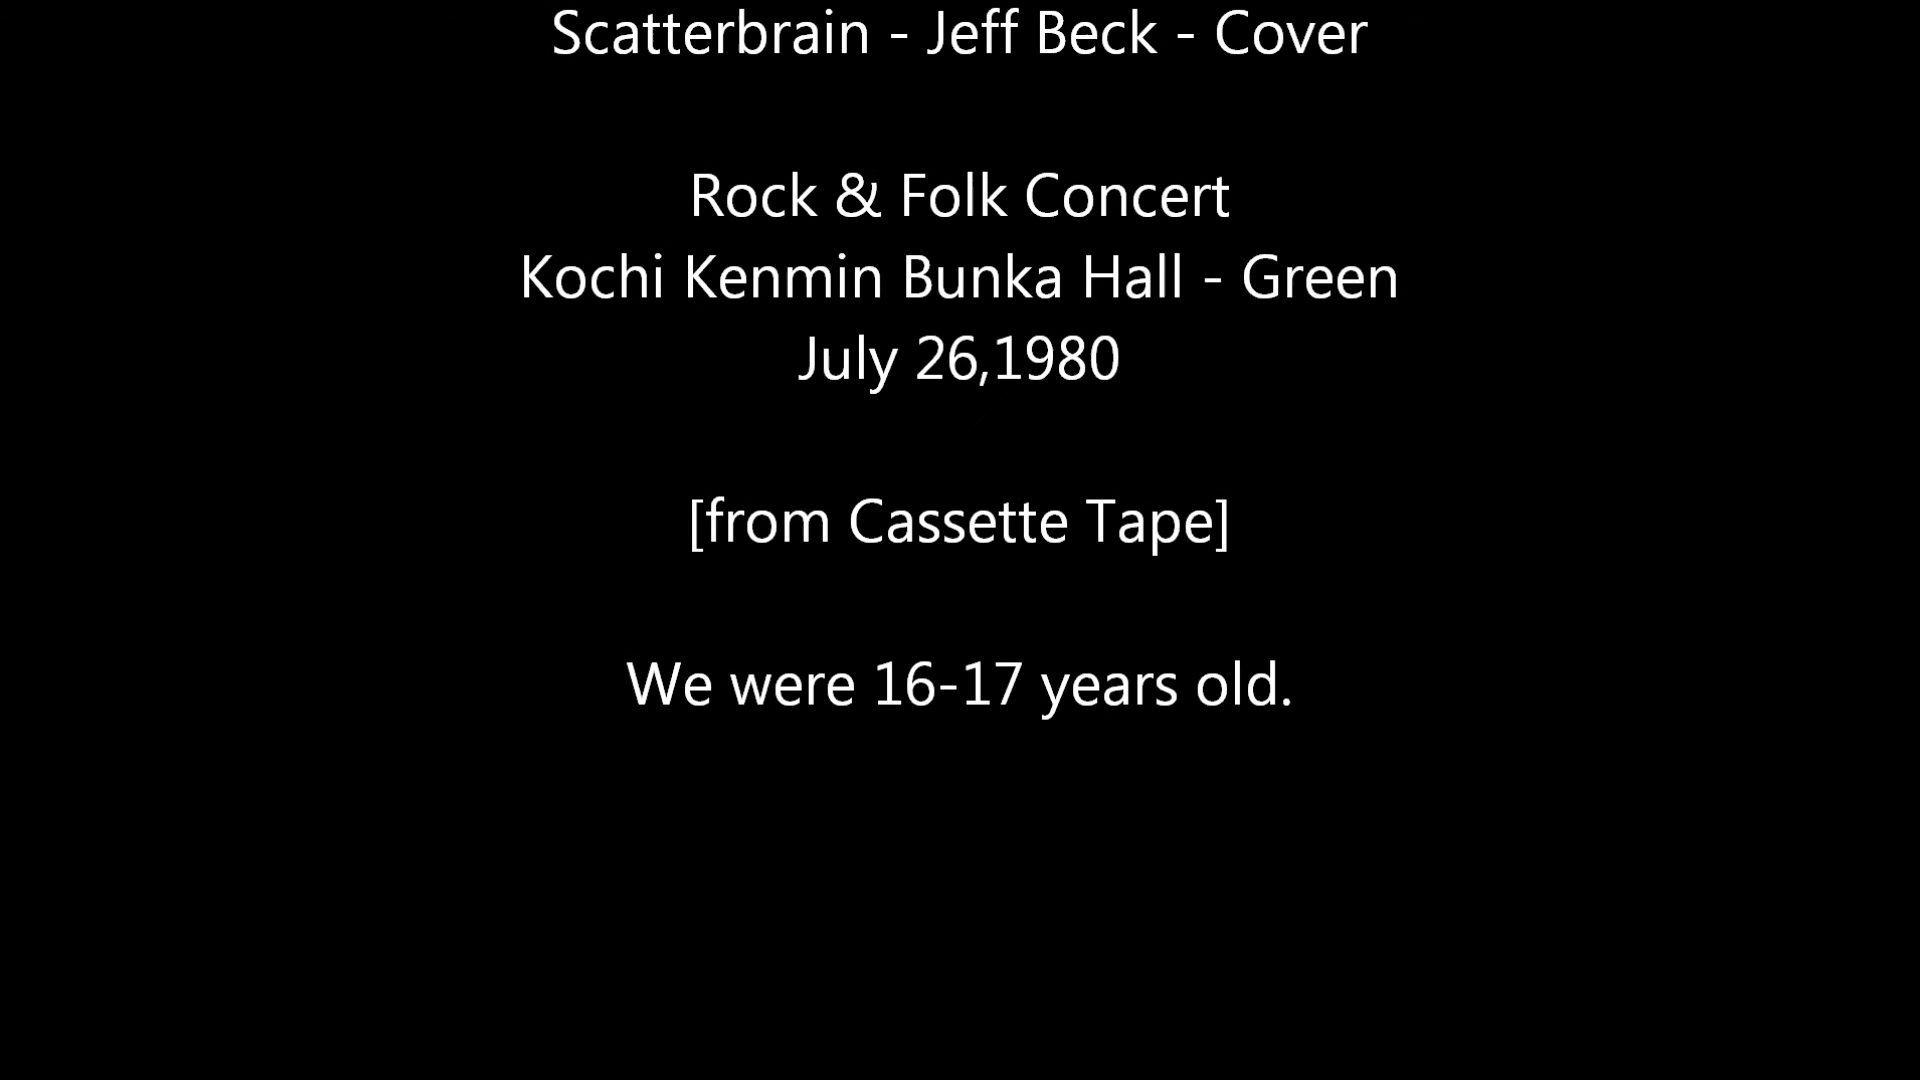 Scatterbrain - Jeff Beck - Cover
Rock & Folk Concert
Kochi Kenmin Bunka Hall - Green
July 26,1980
[from Cassette Tape]
We were 16-17 years old.